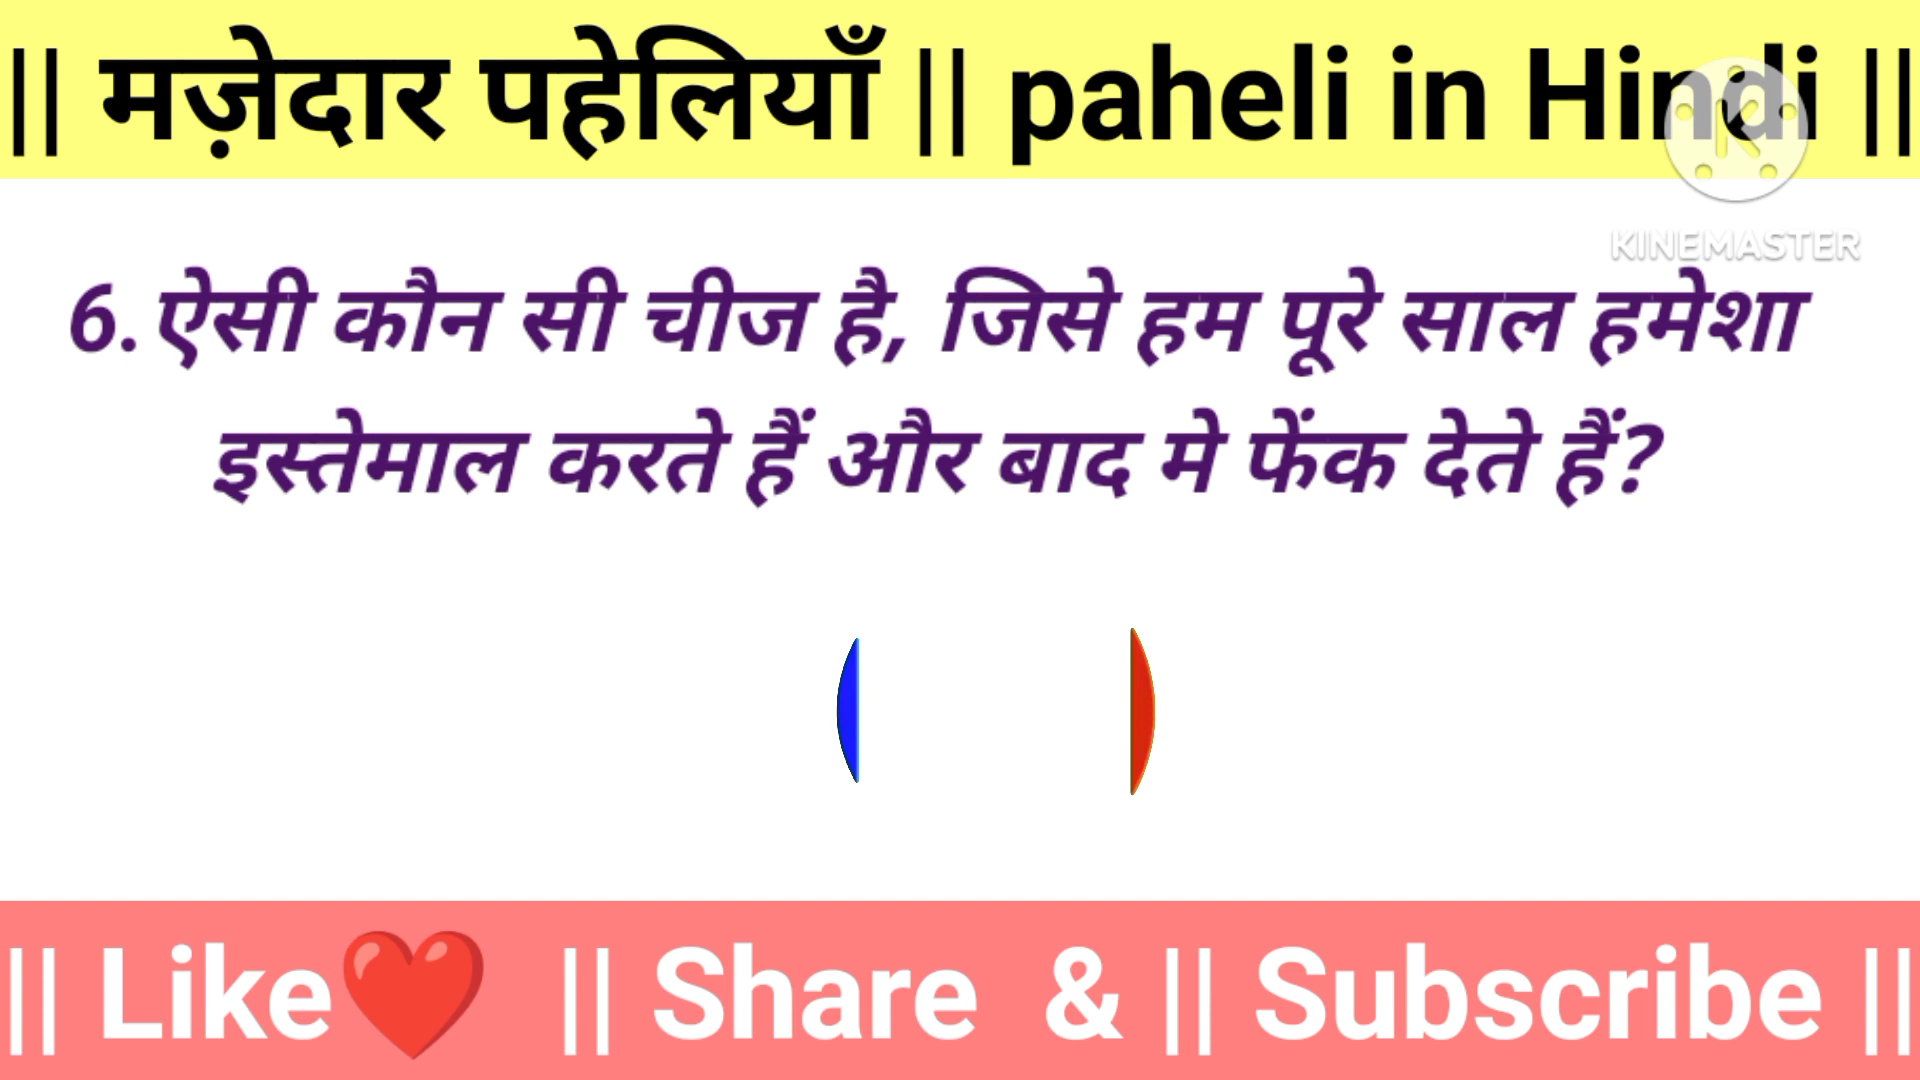 || मज़ेदार पहेलियाँ || paheli in Hindi ||
KINEMASTER
6. ऐसी कौन सी चीज है, जिसे हम पूरे साल हमेशा
इस्तेमाल करते हैं और बाद मे फेंक देते हैं?
|| Like❤️ || Share & || Subscribe ||